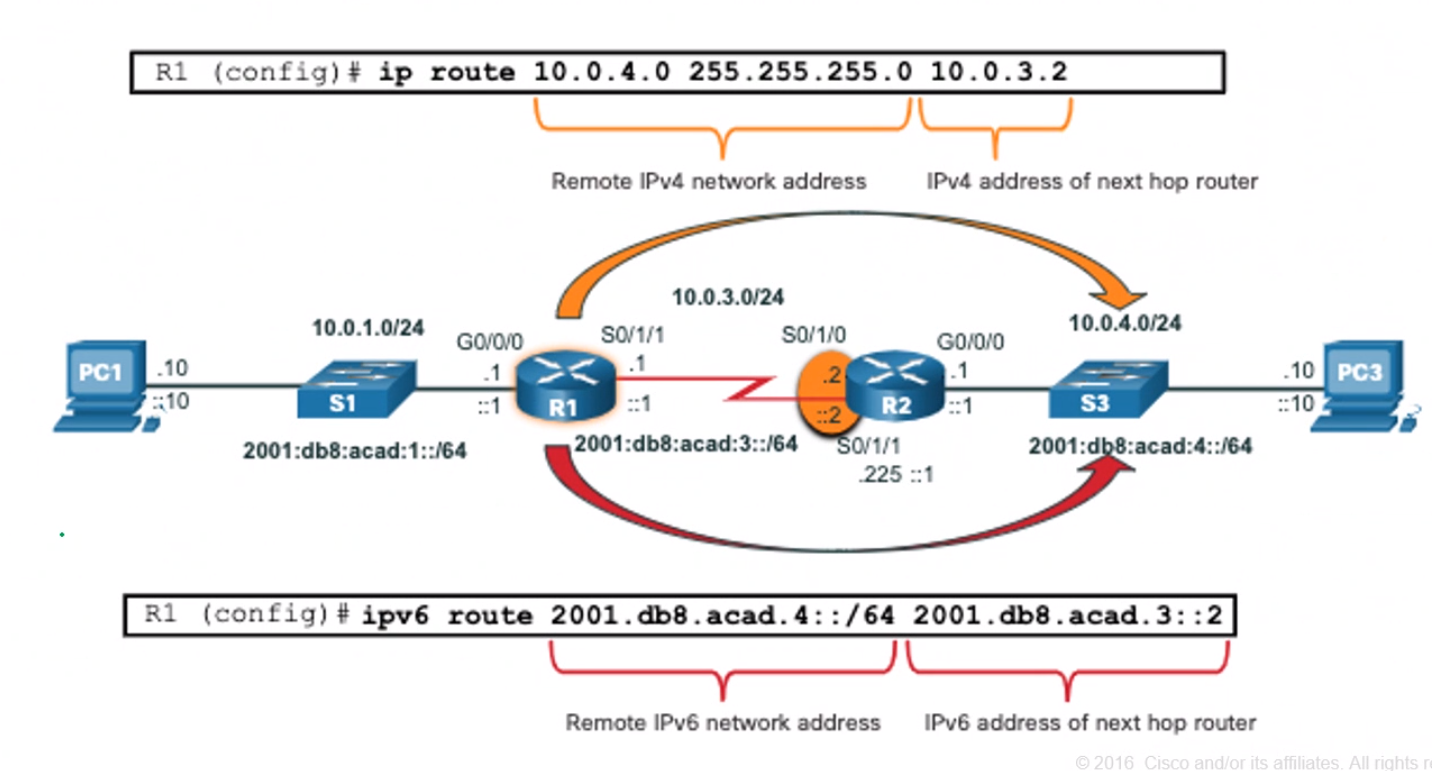 R1 (config)# ip route 10.0.4.0 255.255.255.0 10.0.3.2
Remote IPv4 network address
IPv4 address of next hop router
10.0.3.0/24
10.0.1.0/24
10.0.4.0/24
G0/0/0
S0/1/1
S0/1/0
G0/0/0
PC1
.10
::10
S1
.1
::1
R1
.1
::1
.2
::2
R2
.1
::1
S3
.10
::10
PC3
2001:db8:acad:1::/64
2001:db8:acad:3::/64
S0/1/1
.225 ::1
2001:db8:acad:4::/64
R1 (config)# ipv6 route 2001.db8.acad.4::/64 2001.db8.acad.3::2
Remote IPv6 network address
IPv6 address of next hop router
© 2016 Cisco and/or its affiliates. All rights re